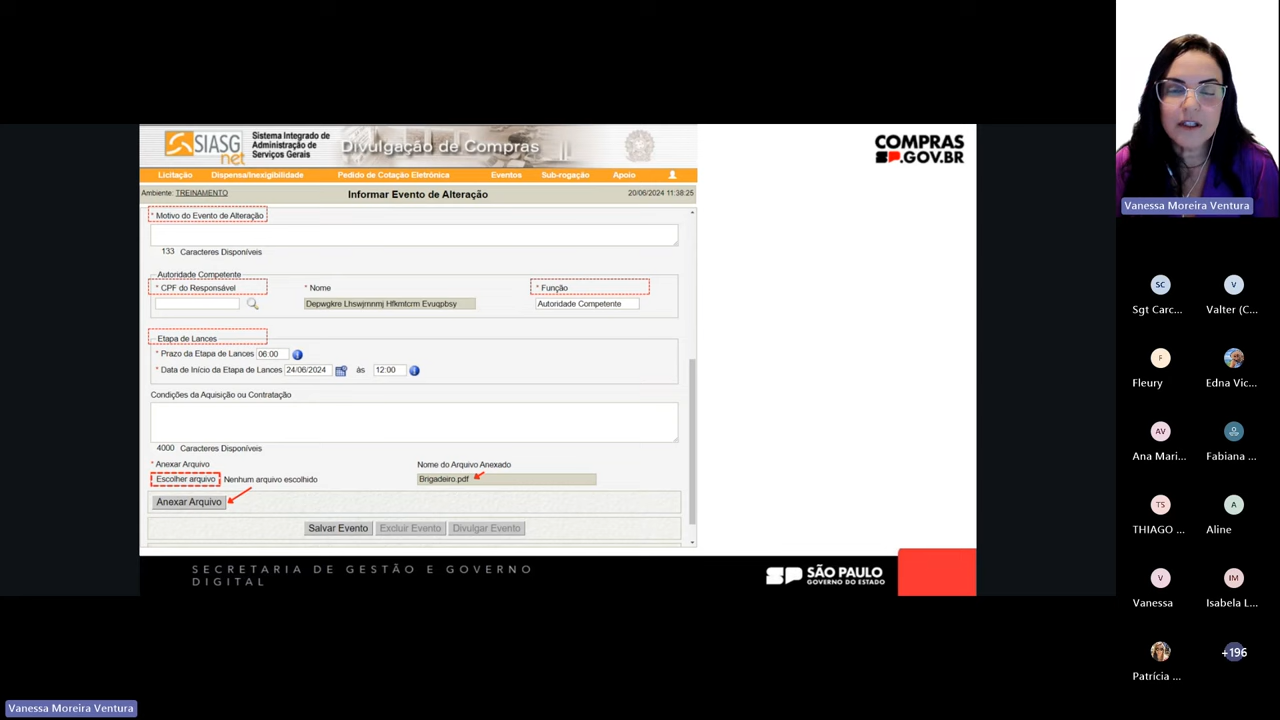 SIASG
net
Sistema Integrado de
Administração de
Serviços Gerais
Divulgação de Compras
COMPRAS
.GOV.BR
Licitação Dispensa/Inexigibilidade Pedido de Cotação Eletrônica Eventos Sub-rogação Apoio
Ambiente: TREINAMENTO Informar Evento de Alteração 20/06/2024 11:38:25
* Motivo do Evento de Alteração
133 Caracteres Disponíveis
Autoridade Competente
* CPF do Responsável * Nome * Função
Depwgkre Lhswjrnnmj Hfkmtcrm Evuqpbsy Autoridade Competente
Etapa de Lances
* Prazo da Etapa de Lances 06:00
* Data de Início da Etapa de Lances 24/06/2024 às 12:00
Condições da Aquisição ou Contratação
4000 Caracteres Disponíveis
* Anexar Arquivo Nome do Arquivo Anexado
Escolher arquivo Nenhum arquivo escolhido Brigadeiro.pdf
Anexar Arquivo
Salvar Evento Excluir Evento Divulgar Evento
SECRETARIA DE GESTÃO E GOVERNO
DIGITAL
SP SÃO PAULO
GOVERNO DO ESTADO
Vanessa Moreira Ventura
SC V
Sgt Carc... Valter (C...
F
Fleury Edna Vic...
AV
Ana Mari... Fabiana ...
TS A
THIAGO ... Aline
V IM
Vanessa Isabela L...
+196
Patrícia ...
Vanessa Moreira Ventura